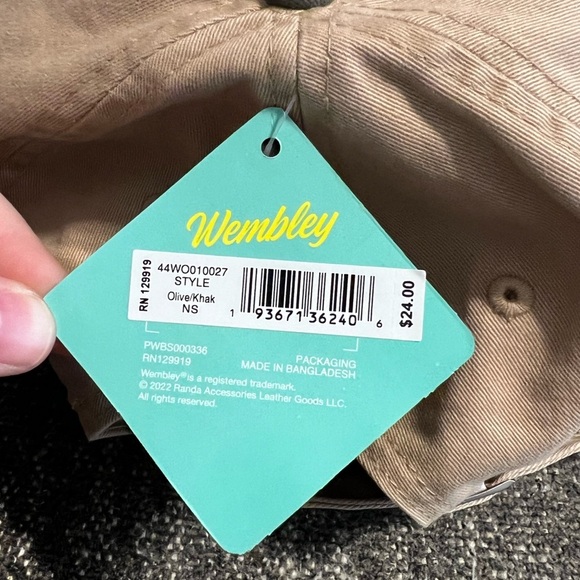 Wembley
RN 129919
44WO010027
STYLE
Olive/Khak
NS
1 93671 36240 6
$24.00
PWBS000336
RN129919
PACKAGING
MADE IN BANGLADESH
Wembley® is a registered trademark.
© 2022 Randa Accessories Leather Goods LLC.
All rights reserved.